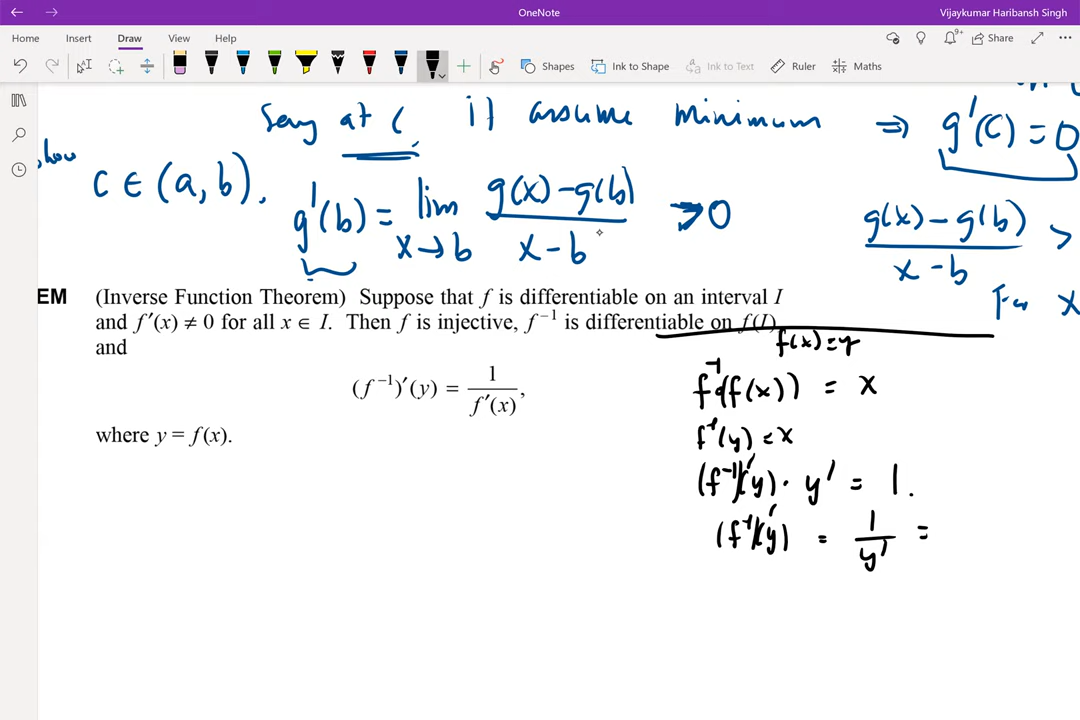 OneNote
Vijaykumar Haribansh Singh
Home Insert Draw View Help
Share
Shapes Ink to Shape Ink to Text Ruler Maths
Say at C it assume minimum ⇒ g'(C) = 0
show
C ∈ (a, b).
g'(b) = lim x→b g(x) – g(b) / x – b > 0
g(x) – g(b) / x – b >
For x
EM (Inverse Function Theorem) Suppose that f is differentiable on an interval I
and f′(x) ≠ 0 for all x ∈ I. Then f is injective, f⁻¹ is differentiable on f(I),
and
(f⁻¹)′(y) = 1 / f′(x),
where y = f(x).
f(x) = y
f⁻¹(f(x)) = x
f⁻¹(y) = x
(f⁻¹)'(y) · y' = 1.
(f⁻¹)'(y) = 1 / y' =